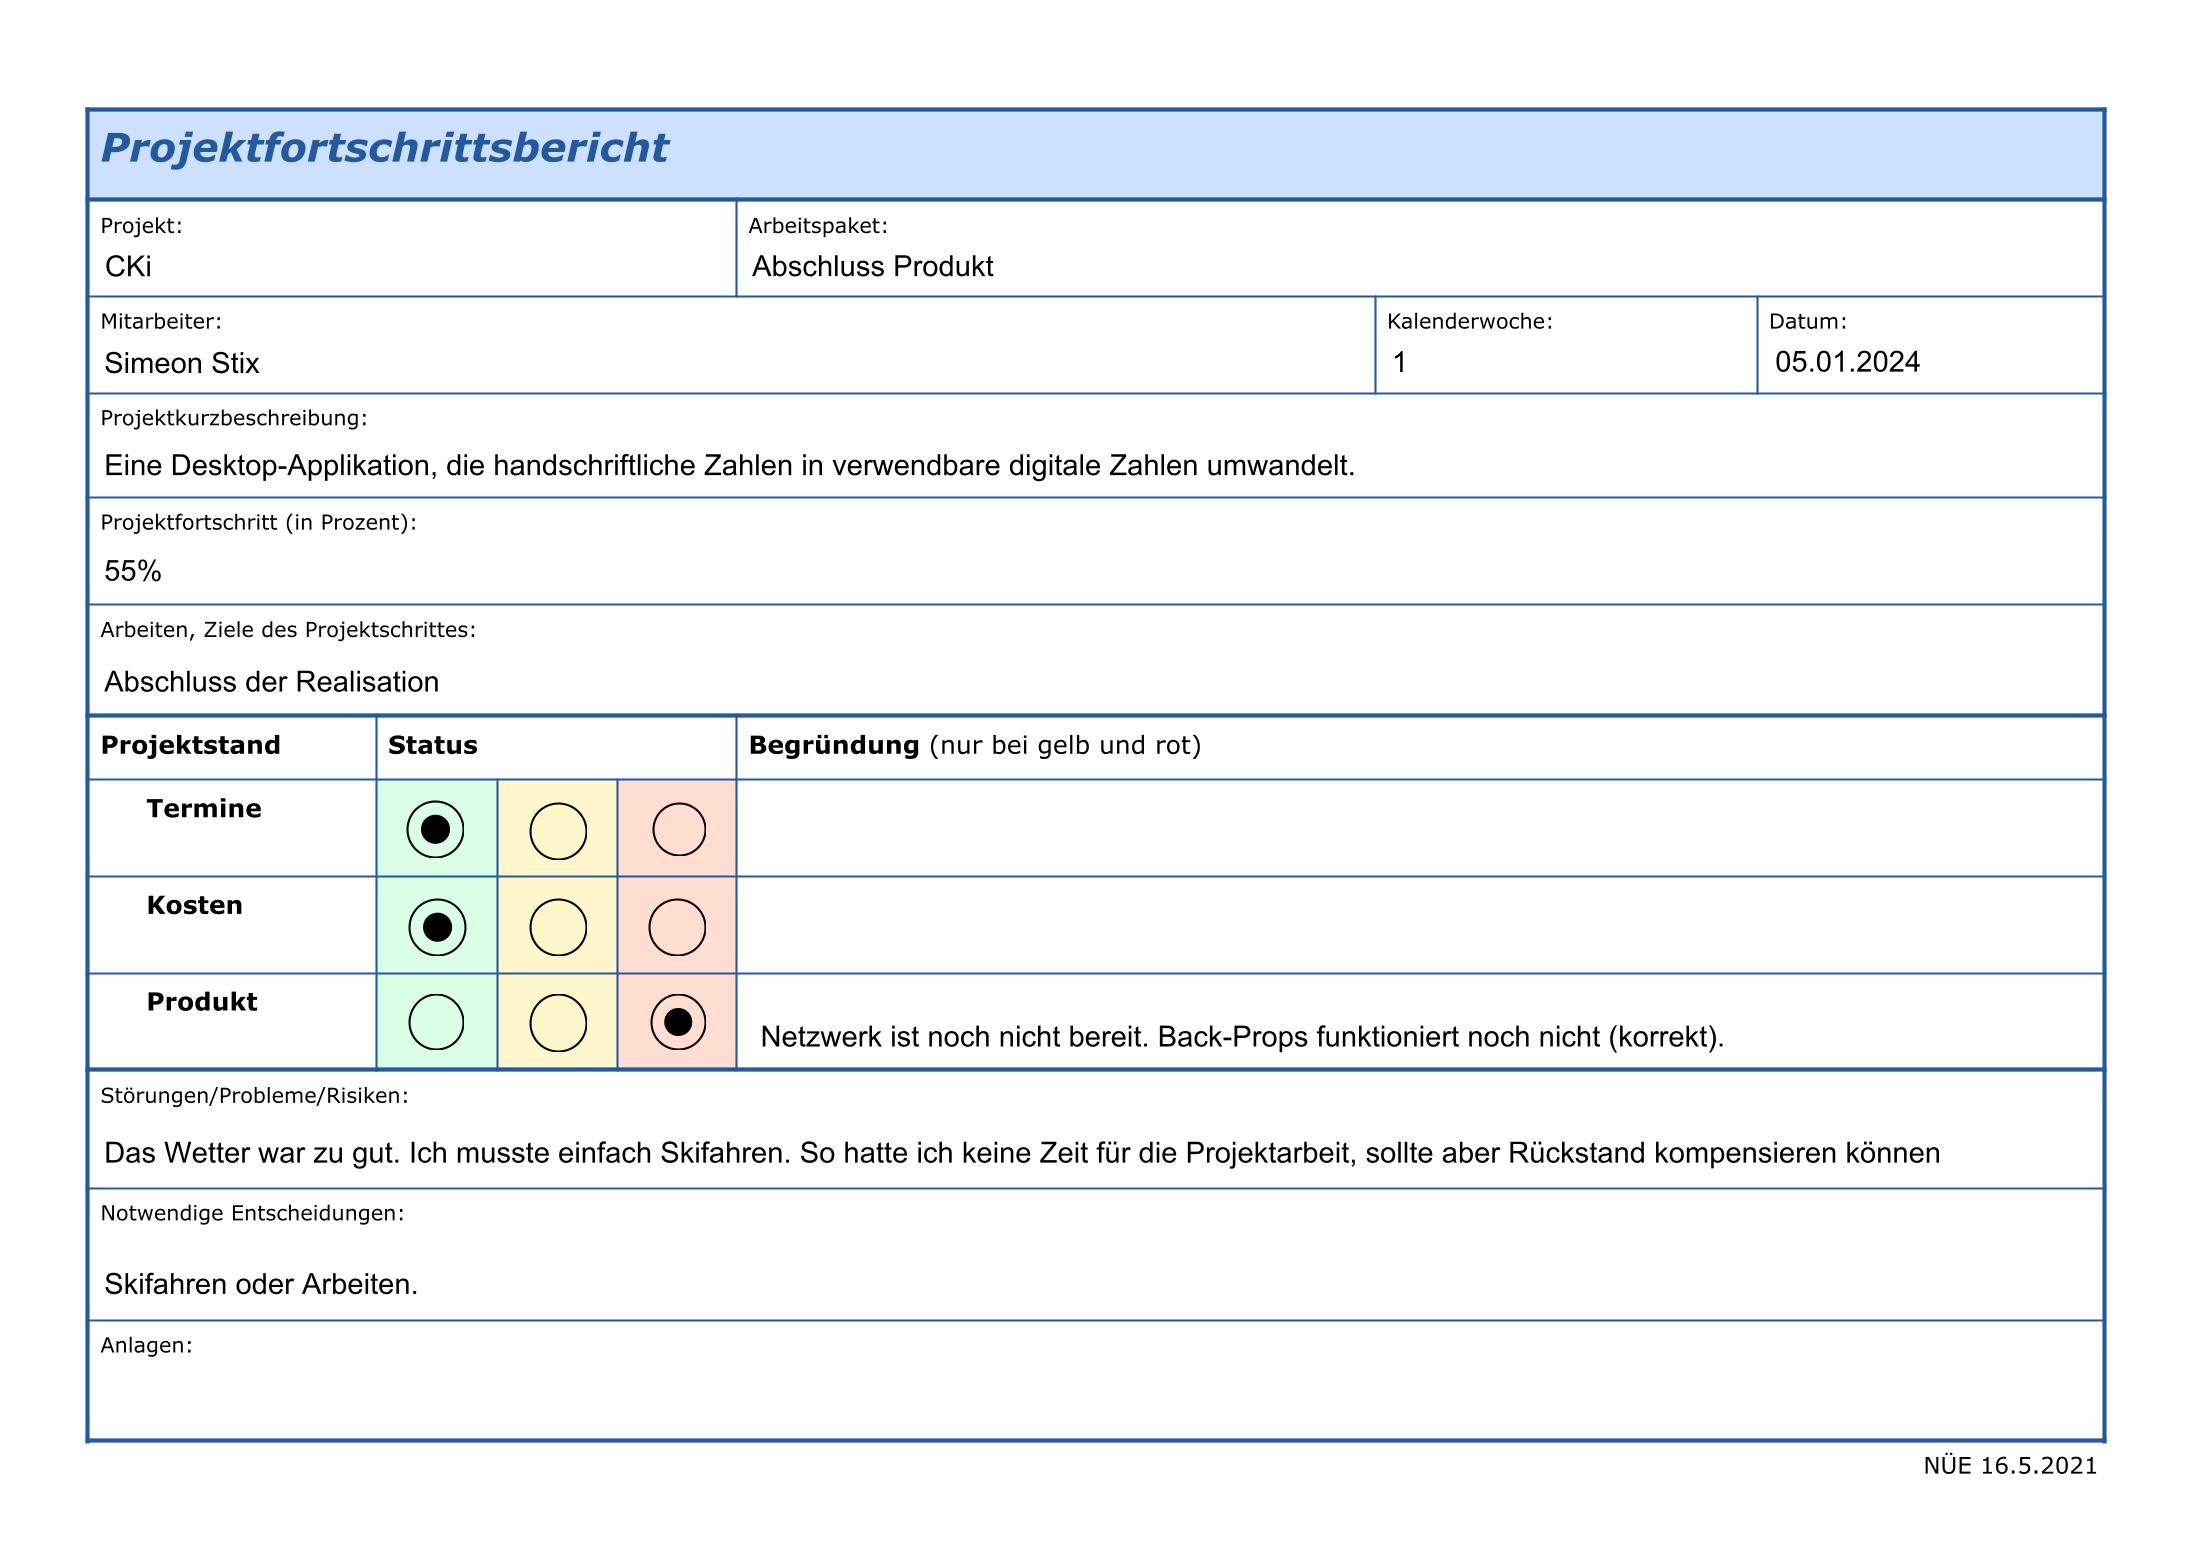 Projektfortschrittsbericht
Projekt:
CKi
Arbeitspaket:
Abschluss Produkt
Mitarbeiter:
Simeon Stix
Kalenderwoche:
1
Datum:
05.01.2024
Projektkurzbeschreibung:
Eine Desktop-Applikation, die handschriftliche Zahlen in verwendbare digitale Zahlen umwandelt.
Projektfortschritt (in Prozent):
55%
Arbeiten, Ziele des Projektschrittes:
Abschluss der Realisation
Projektstand
Status
Begründung (nur bei gelb und rot)
Termine
Kosten
Produkt
Netzwerk ist noch nicht bereit. Back-Props funktioniert noch nicht (korrekt).
Störungen/Probleme/Risiken:
Das Wetter war zu gut. Ich musste einfach Skifahren. So hatte ich keine Zeit für die Projektarbeit, sollte aber Rückstand kompensieren können
Notwendige Entscheidungen:
Skifahren oder Arbeiten.
Anlagen:
NÜE 16.5.2021